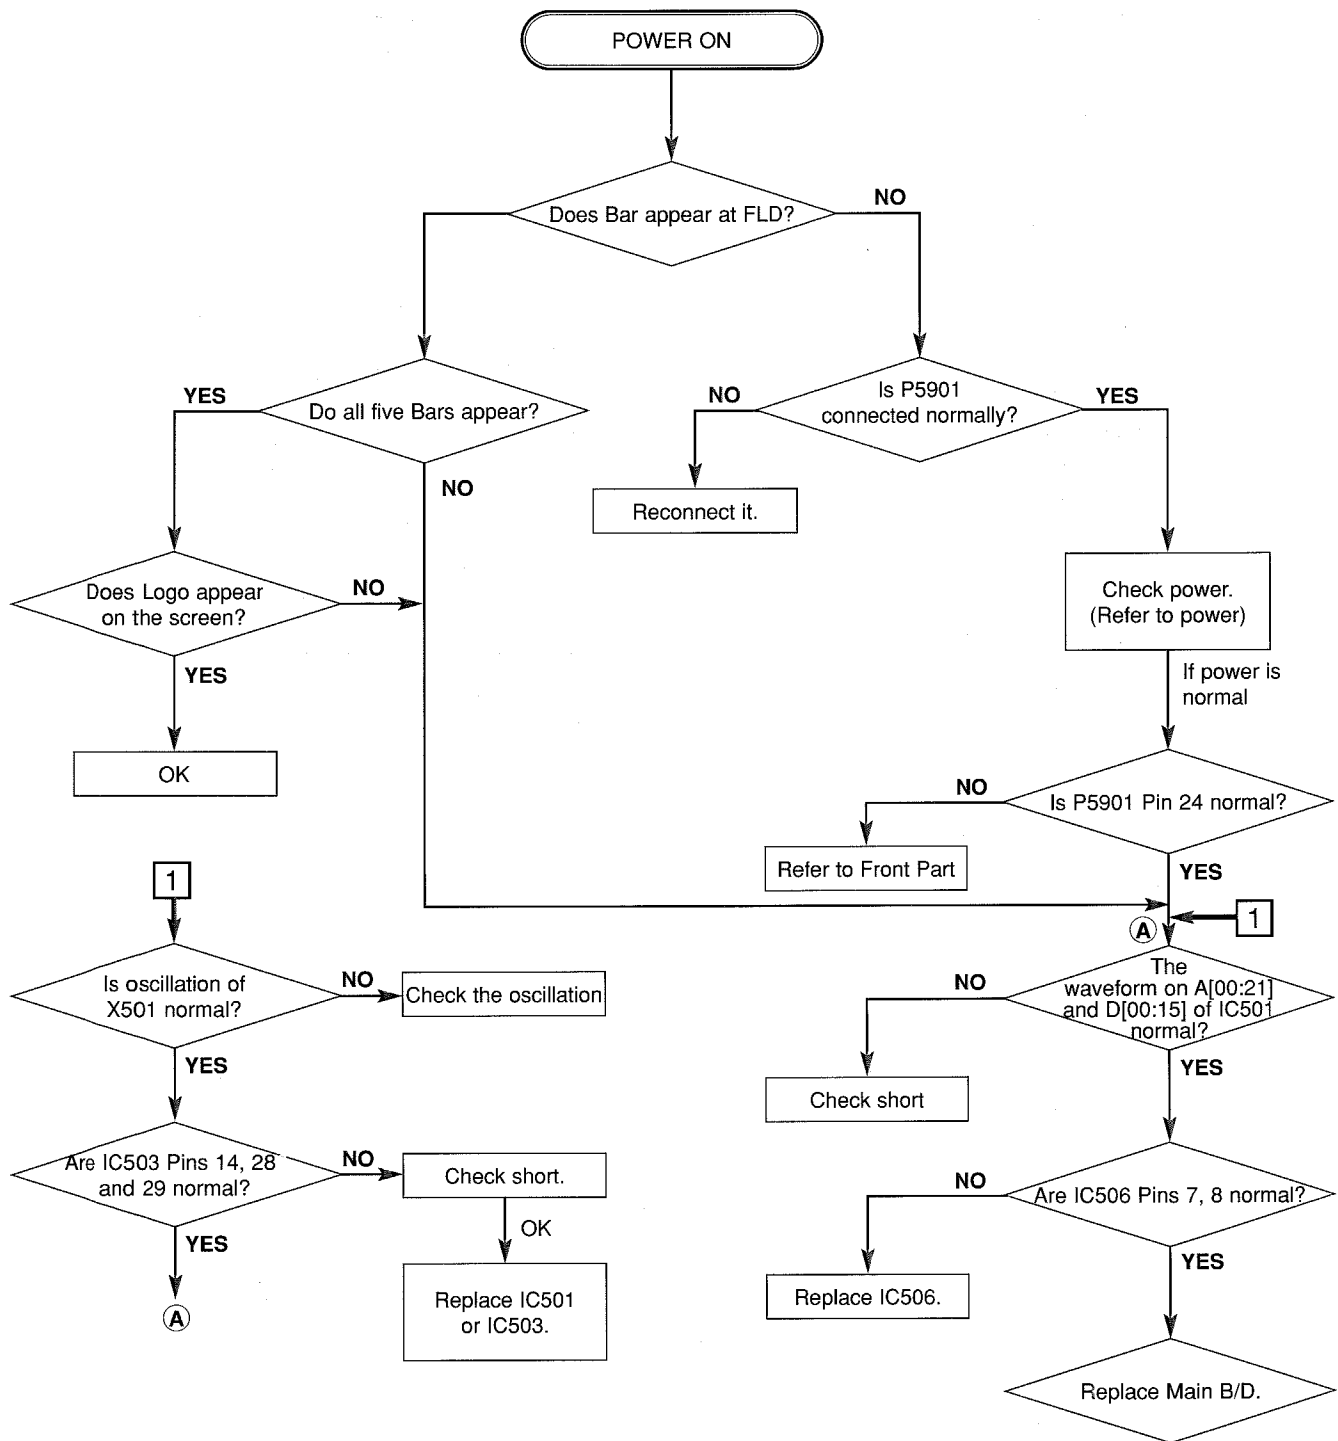 POWER ON
Does Bar appear at FLD?
NO
YES
Do all five Bars appear?
NO
Is P5901
connected normally?
YES
NO
Reconnect it.
Does Logo appear
on the screen?
NO
Check power.
(Refer to power)
YES
If power is
normal
OK
NO
Is P5901 Pin 24 normal?
Refer to Front Part
YES
1
A
1
Is oscillation of
X501 normal?
NO
Check the oscillation
NO
The
waveform on A[00:21]
and D[00:15] of IC501
normal?
YES
YES
Check short
Are IC503 Pins 14, 28
and 29 normal?
NO
Check short.
NO
Are IC506 Pins 7, 8 normal?
OK
YES
YES
Replace IC501
or IC503.
Replace IC506.
A
Replace Main B/D.